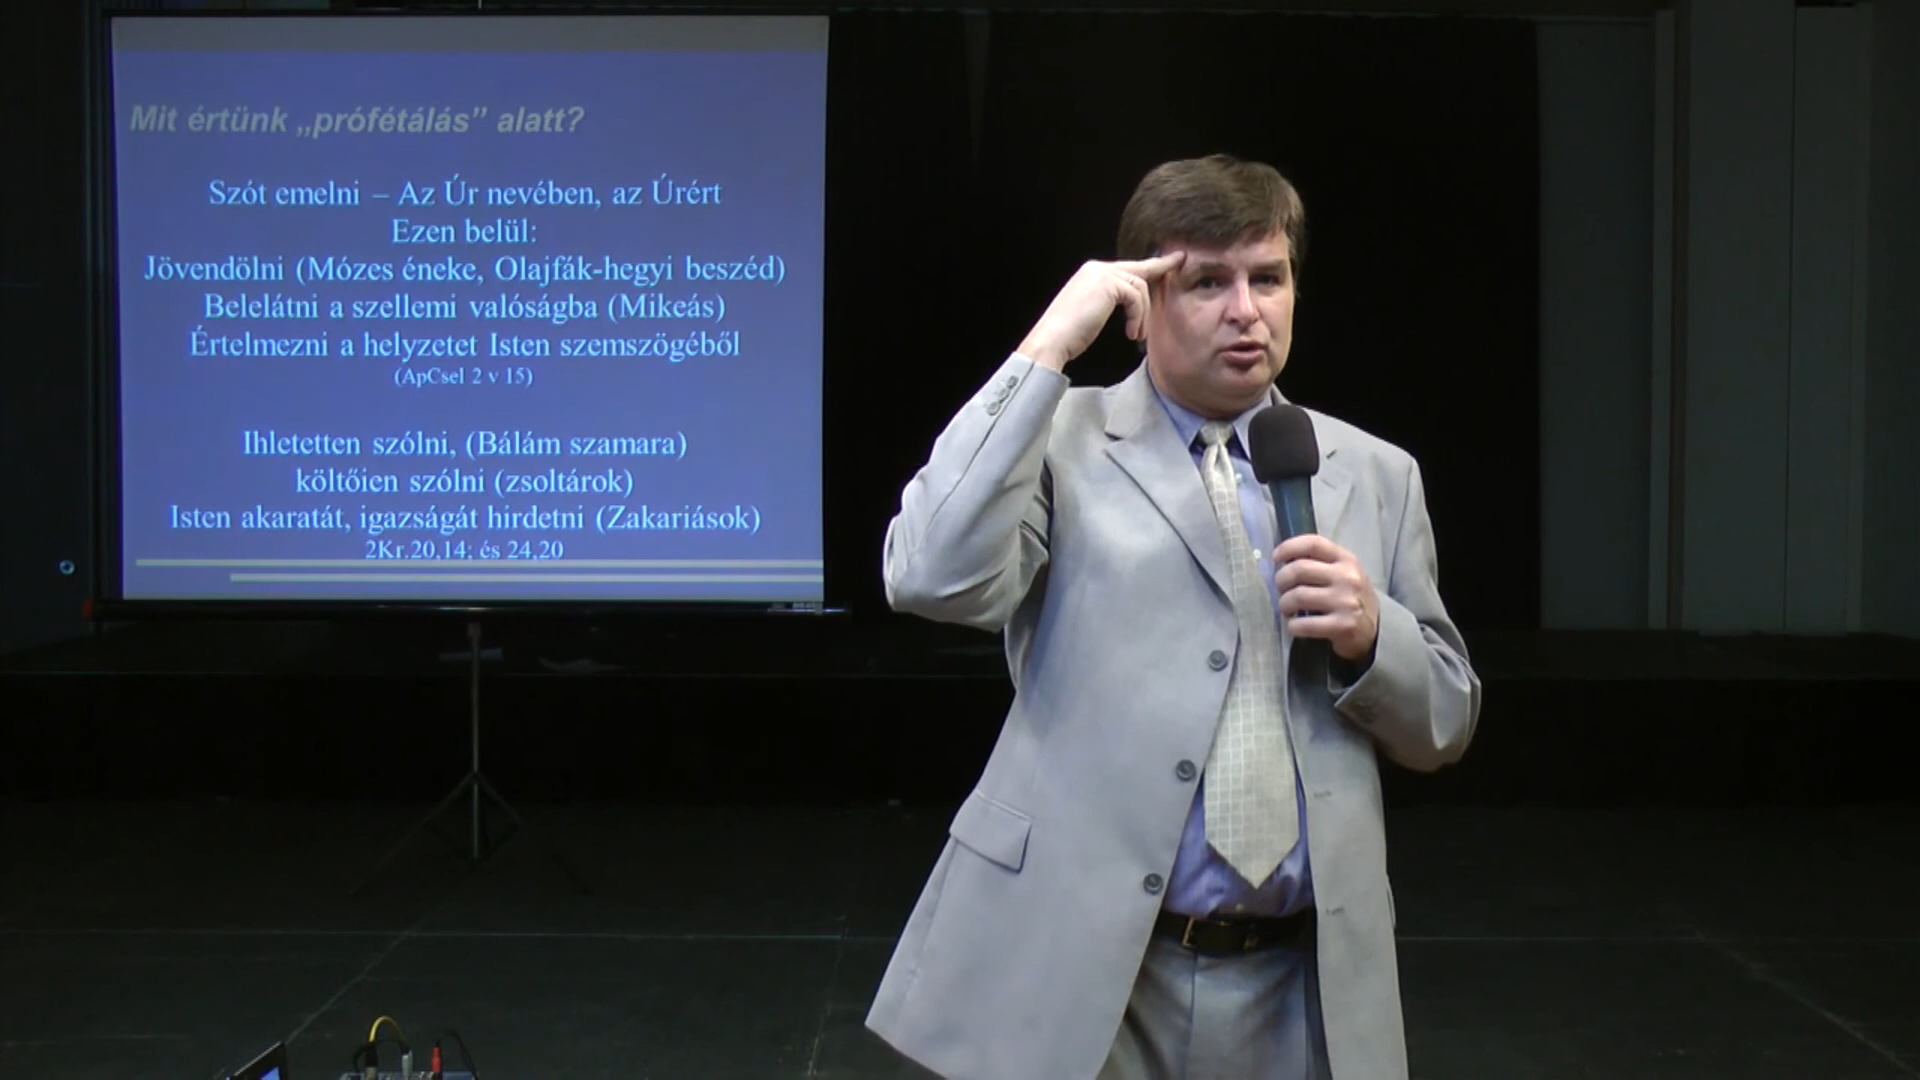 Mit értünk „prófétálás” alatt?
Szót emelni – Az Úr nevében, az Úrért
Ezen belül:
Jövendölni (Mózes éneke, Olajfák-hegyi beszéd)
Belelátni a szellemi valóságba (Mikeás)
Értelmezni a helyzetet Isten szemszögéből
(ApCsel 2 v 15)
Ihletetten szólni, (Bálám szamara)
költőien szólni (zsoltárok)
Isten akaratát, igazságát hirdetni (Zakariások)
2Kr.20,14; és 24,20